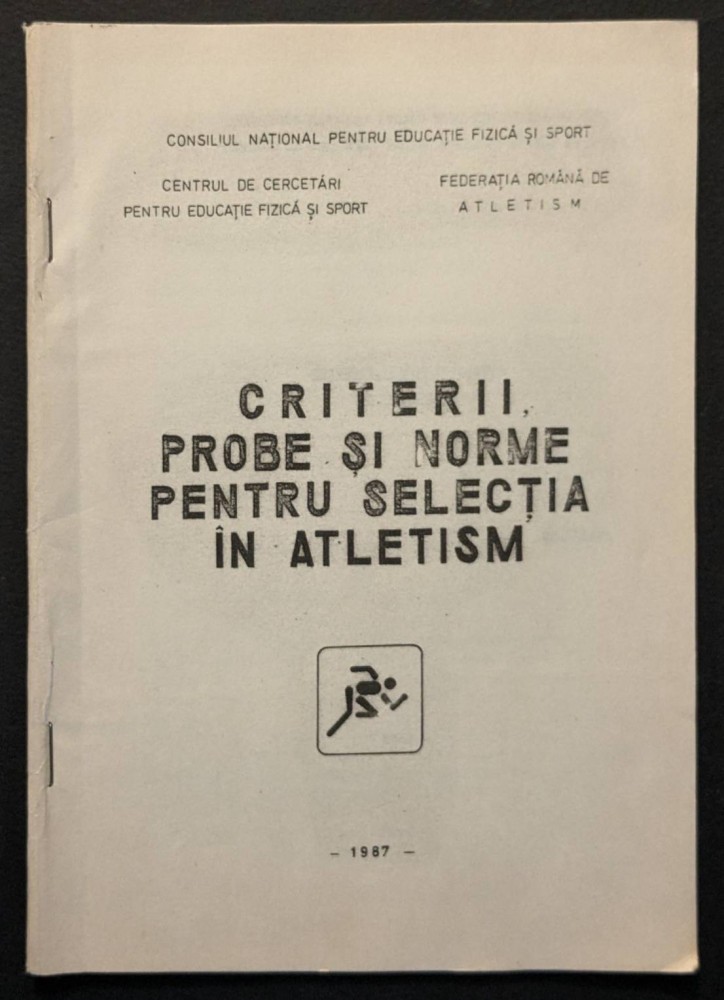 CONSILIUL NAȚIONAL PENTRU EDUCAȚIE FIZICĂ ȘI SPORT
CENTRUL DE CERCETĂRI
PENTRU EDUCAȚIE FIZICĂ ȘI SPORT
FEDERAȚIA ROMÂNĂ DE
ATLETISM
CRITERII,
PROBE ȘI NORME
PENTRU SELECȚIA
ÎN ATLETISM
- 1987 -